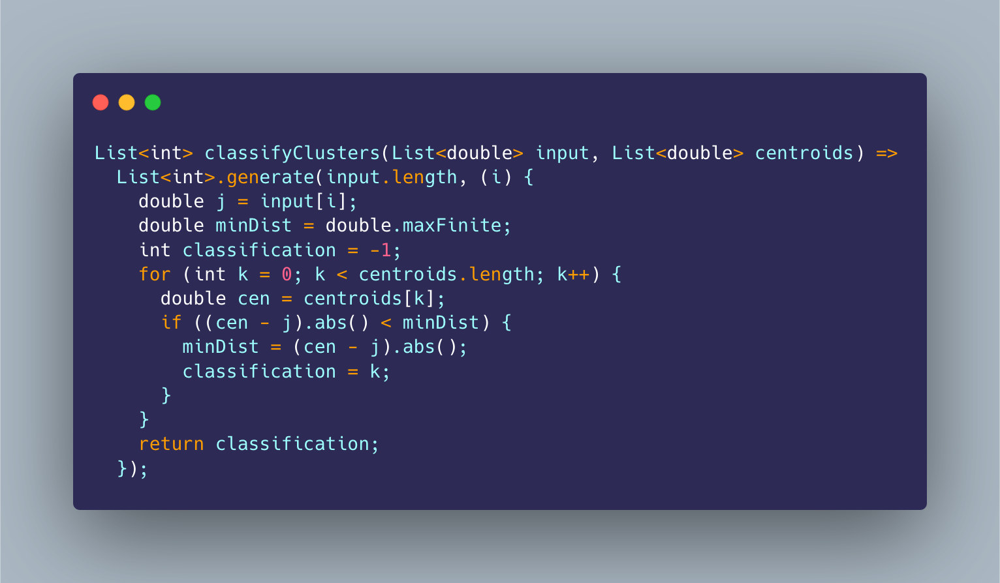 List<int> classifyClusters(List<double> input, List<double> centroids) =>
  List<int>.generate(input.length, (i) {
    double j = input[i];
    double minDist = double.maxFinite;
    int classification = -1;
    for (int k = 0; k < centroids.length; k++) {
      double cen = centroids[k];
      if ((cen - j).abs() < minDist) {
        minDist = (cen - j).abs();
        classification = k;
      }
    }
    return classification;
  });